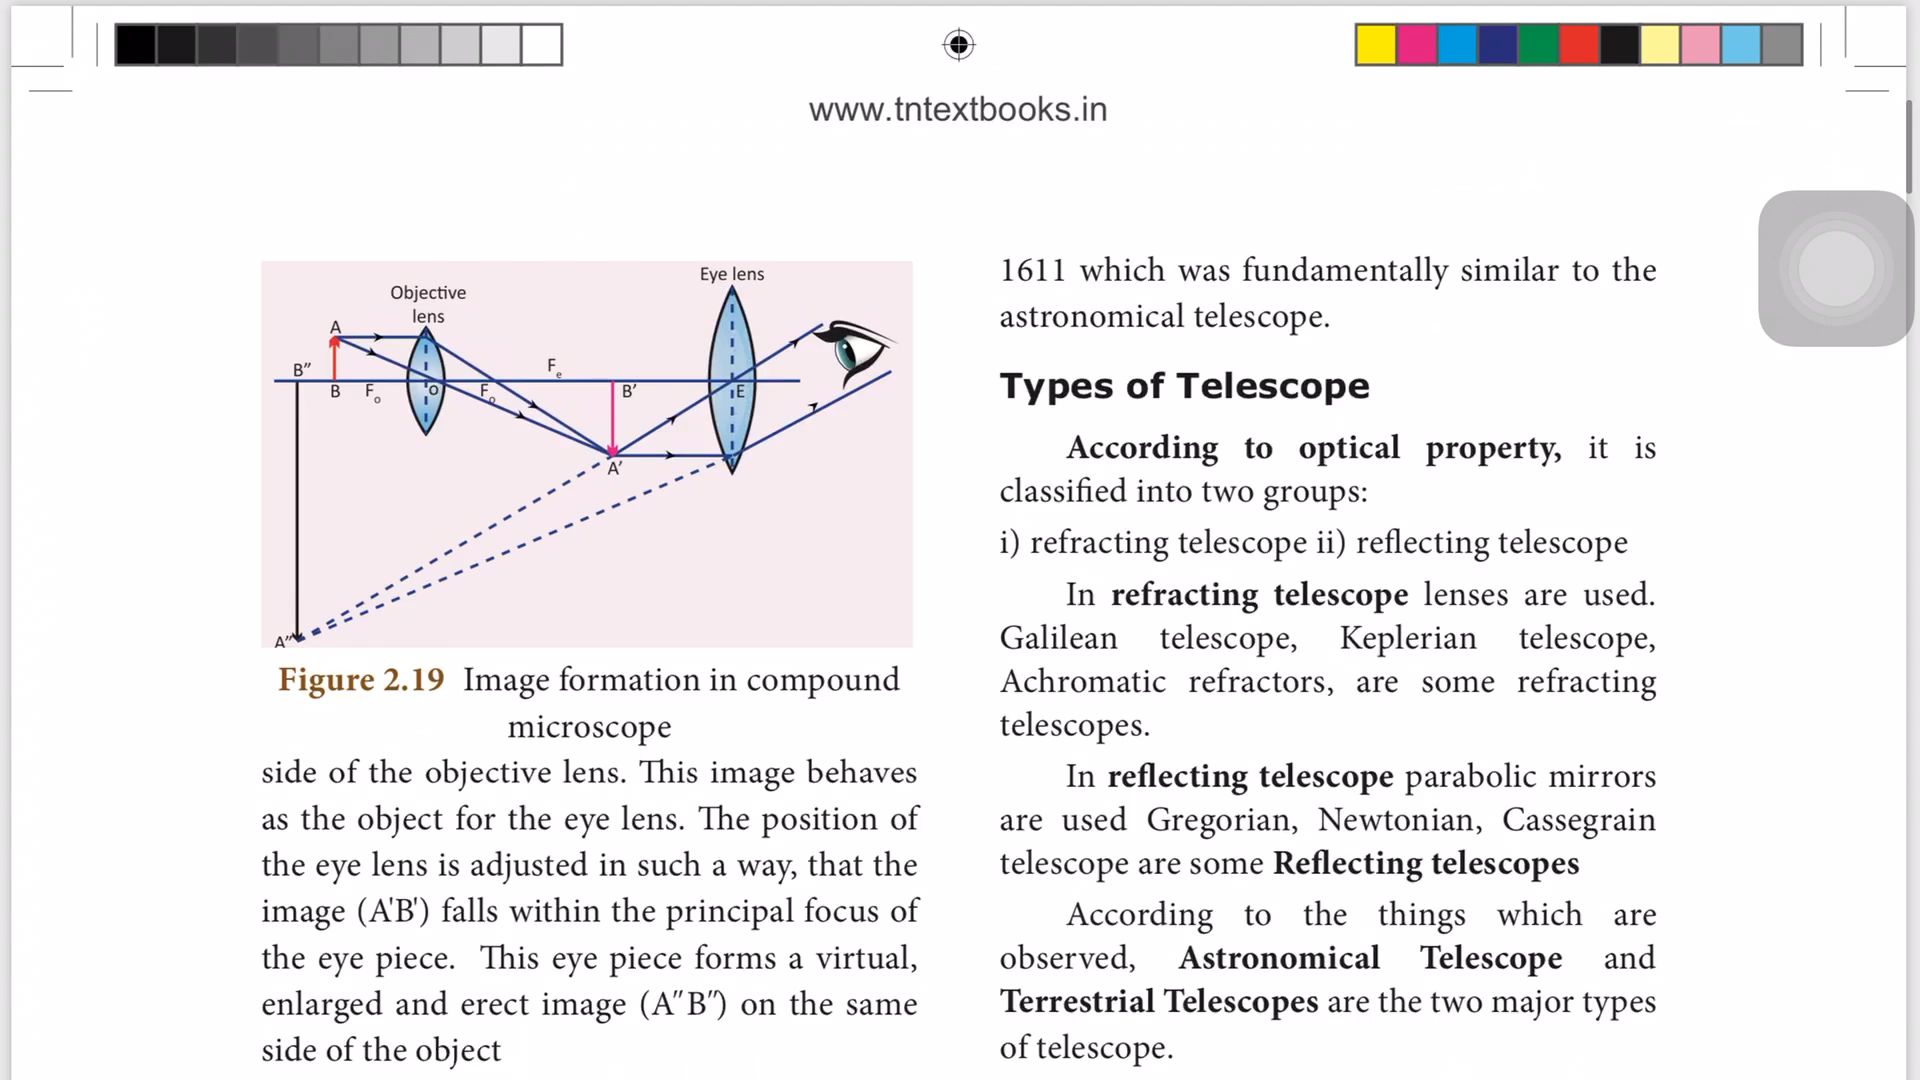 www.tntextbooks.in
Eye lens
Objective
lens
A
B″
B
Fo
O
Fo
Fe
B′
E
A′
A″
Figure 2.19 Image formation in compound
microscope
side of the objective lens. This image behaves
as the object for the eye lens. The position of
the eye lens is adjusted in such a way, that the
image (A'B') falls within the principal focus of
the eye piece. This eye piece forms a virtual,
enlarged and erect image (A″B″) on the same
side of the object
1611 which was fundamentally similar to the
astronomical telescope.
Types of Telescope
According to optical property, it is
classified into two groups:
i) refracting telescope ii) reflecting telescope
In refracting telescope lenses are used.
Galilean telescope, Keplerian telescope,
Achromatic refractors, are some refracting
telescopes.
In reflecting telescope parabolic mirrors
are used Gregorian, Newtonian, Cassegrain
telescope are some Reflecting telescopes
According to the things which are
observed, Astronomical Telescope and
Terrestrial Telescopes are the two major types
of telescope.